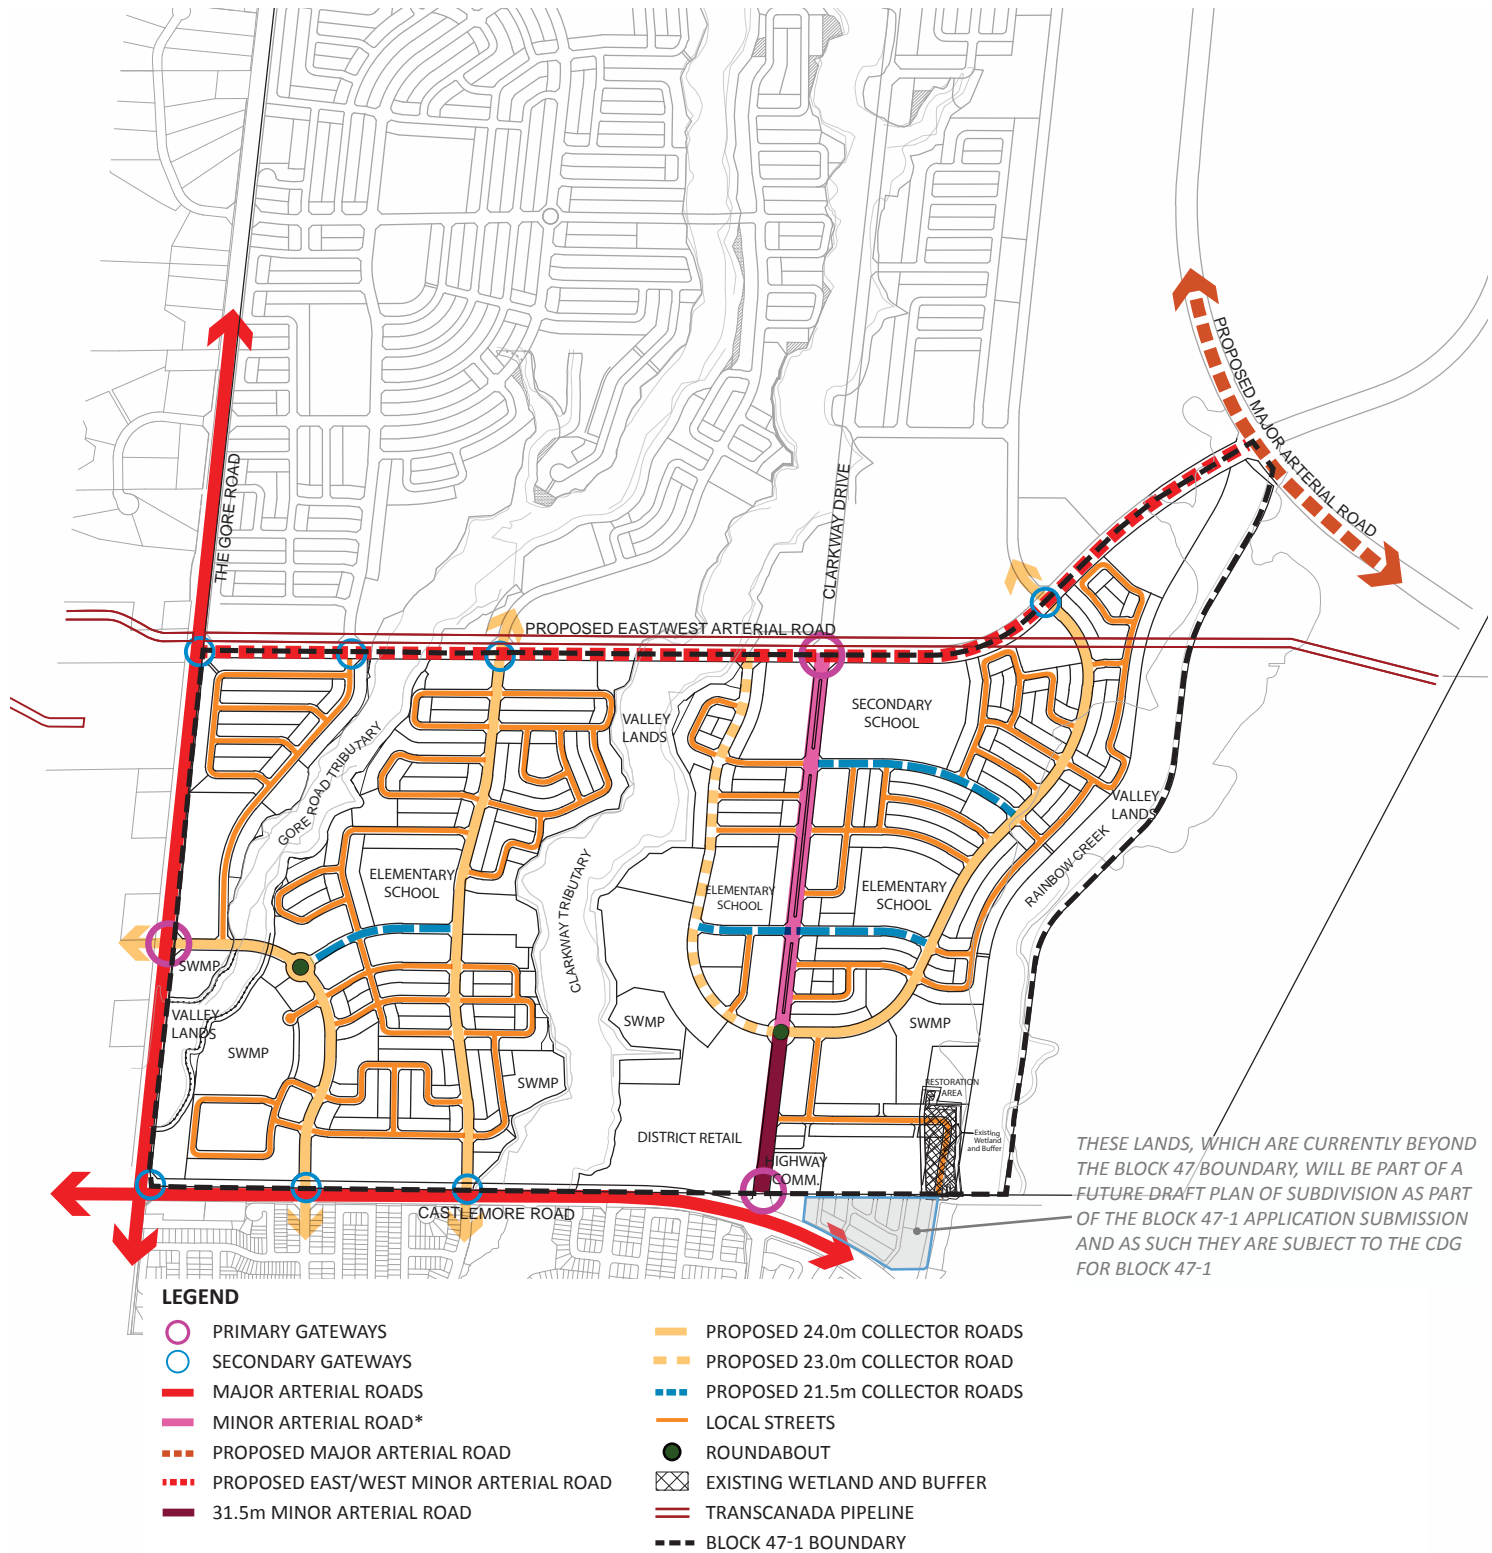 PROPOSED MAJOR ARTERIAL ROAD
THE GORE ROAD
CLARKWAY DRIVE
PROPOSED EAST/WEST ARTERIAL ROAD
SECONDARY
SCHOOL
VALLEY
LANDS
GORE ROAD TRIBUTARY
VALLEY
LANDS
RAINBOW CREEK
ELEMENTARY
SCHOOL
CLARKWAY TRIBUTARY
ELEMENTARY
SCHOOL
ELEMENTARY
SCHOOL
SWMP
VALLEY
LANDS
SWMP
SWMP
SWMP
SWMP
RESTORATION
AREA
Existing
Wetland
and Buffer
DISTRICT RETAIL
HIGHWAY
COMM.
CASTLEMORE ROAD
THESE LANDS, WHICH ARE CURRENTLY BEYOND
THE BLOCK 47 BOUNDARY, WILL BE PART OF A
FUTURE DRAFT PLAN OF SUBDIVISION AS PART
OF THE BLOCK 47-1 APPLICATION SUBMISSION
AND AS SUCH THEY ARE SUBJECT TO THE CDG
FOR BLOCK 47-1
LEGEND
PRIMARY GATEWAYS
SECONDARY GATEWAYS
MAJOR ARTERIAL ROADS
MINOR ARTERIAL ROAD*
PROPOSED MAJOR ARTERIAL ROAD
PROPOSED EAST/WEST MINOR ARTERIAL ROAD
31.5m MINOR ARTERIAL ROAD
PROPOSED 24.0m COLLECTOR ROADS
PROPOSED 23.0m COLLECTOR ROAD
PROPOSED 21.5m COLLECTOR ROADS
LOCAL STREETS
ROUNDABOUT
EXISTING WETLAND AND BUFFER
TRANSCANADA PIPELINE
BLOCK 47-1 BOUNDARY